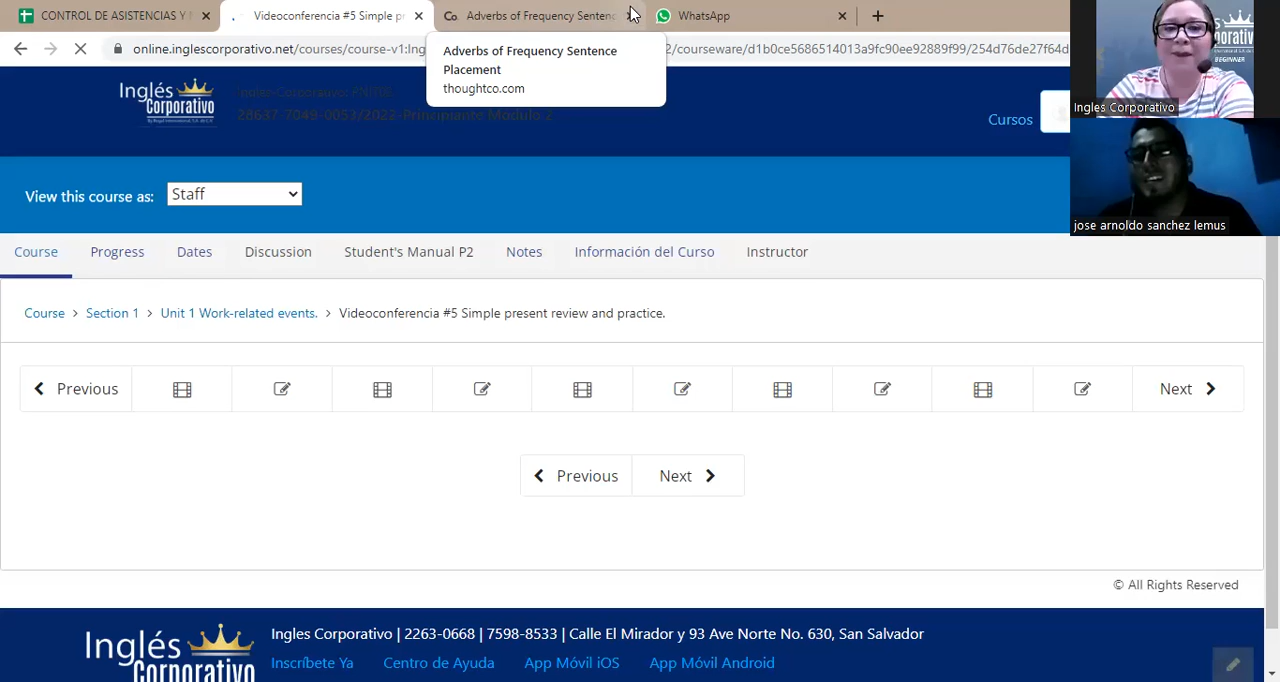 CONTROL DE ASISTENCIAS Y
Videoconferencia #5 Simple pr
Adverbs of Frequency Sentenc
WhatsApp
online.inglescorporativo.net/courses/course-v1:Ing
2/courseware/d1b0ce5686514013a9fc90ee92889f99/254d76de27f64d
Adverbs of Frequency Sentence
Placement
thoughtco.com
Inglés
Corporativo
Ingles Corporativo
BEGINNER
Cursos
jose arnoldo sanchez lemus
View this course as:
Staff
Course
Progress
Dates
Discussion
Student's Manual P2
Notes
Información del Curso
Instructor
Course > Section 1 > Unit 1 Work-related events. > Videoconferencia #5 Simple present review and practice.
Previous
Next
Previous
Next
© All Rights Reserved
Inglés
Corporativo
Ingles Corporativo | 2263-0668 | 7598-8533 | Calle El Mirador y 93 Ave Norte No. 630, San Salvador
Inscríbete Ya
Centro de Ayuda
App Móvil iOS
App Móvil Android